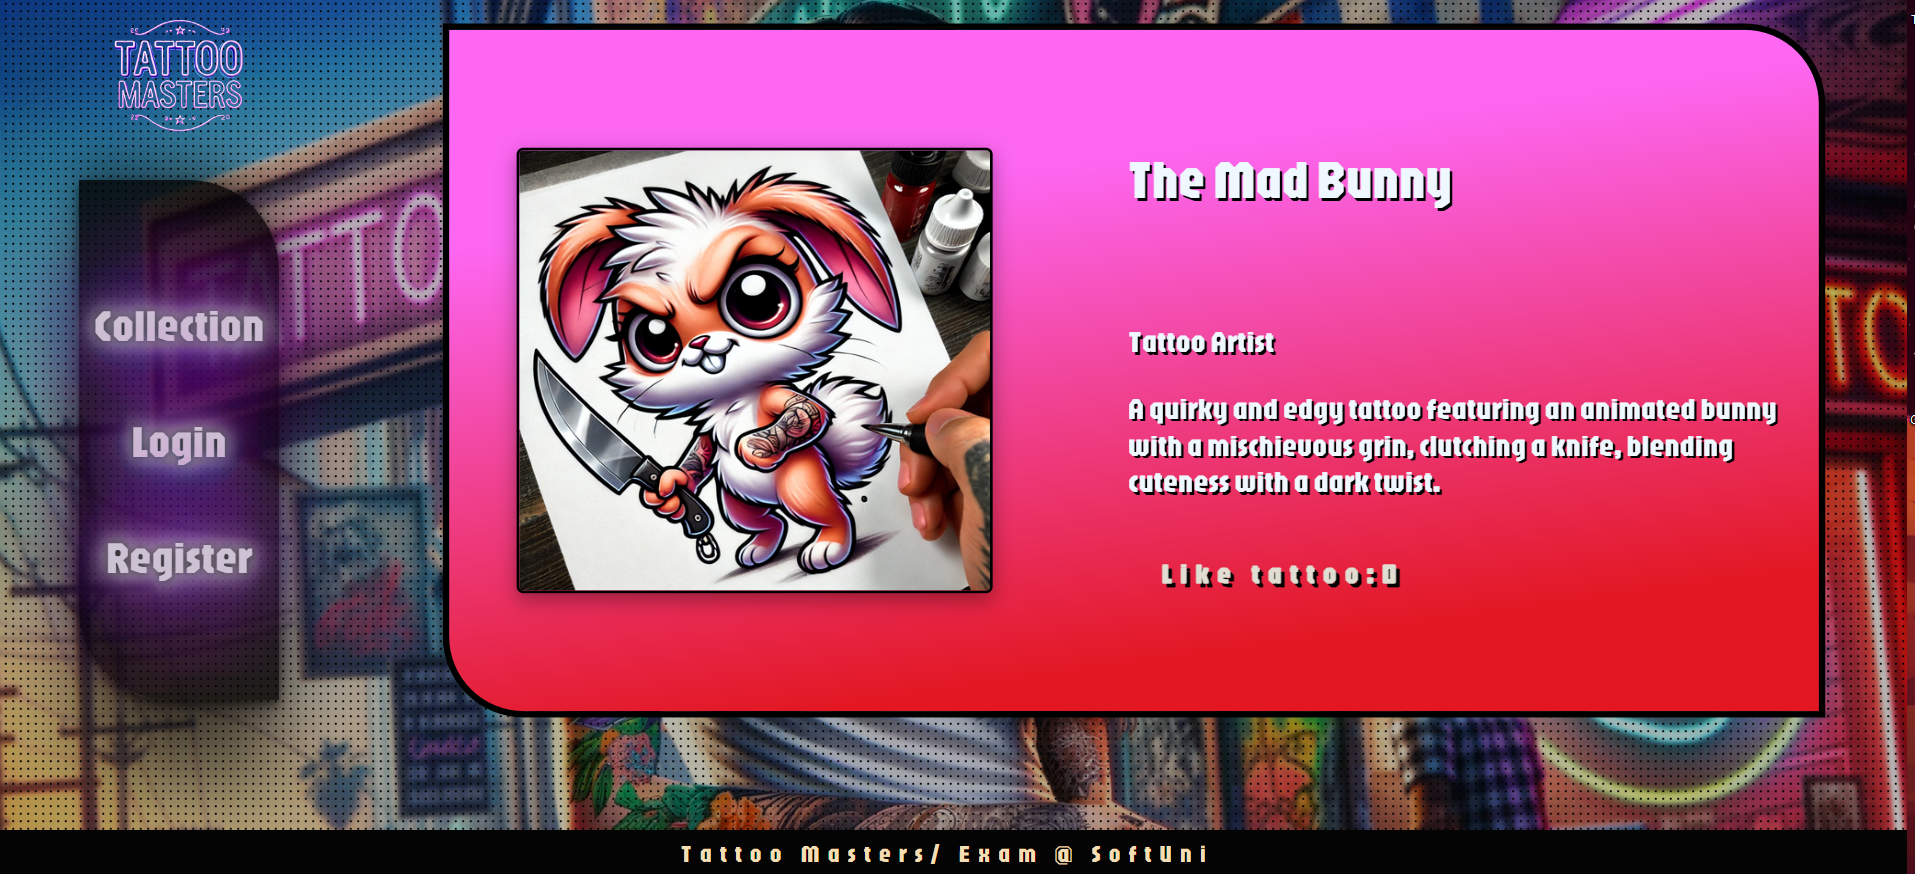 TATTOO
MASTERS
Collection
Login
Register
The Mad Bunny
Tattoo Artist
A quirky and edgy tattoo featuring an animated bunny
with a mischievous grin, clutching a knife, blending
cuteness with a dark twist.
Like tattoo:0
Tattoo Masters/ Exam @ SoftUni